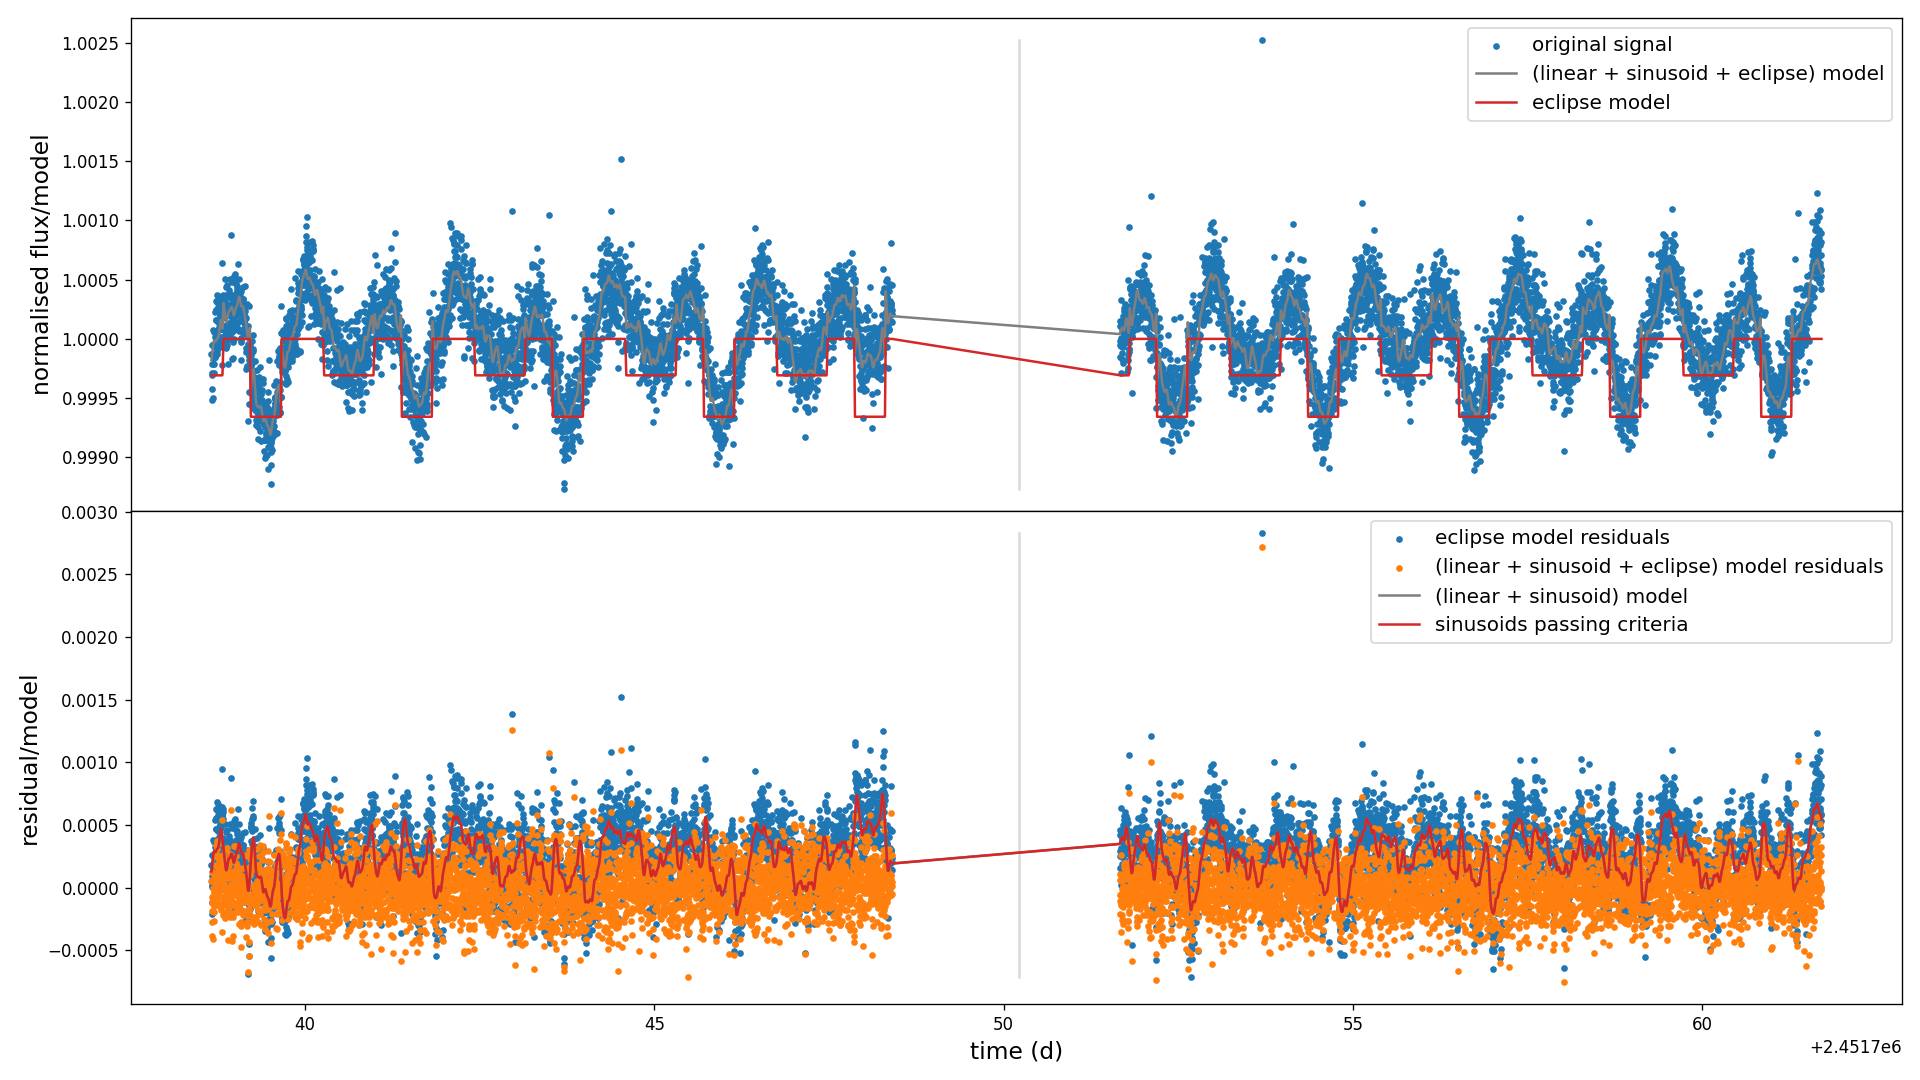 normalised flux/model
1.0025
1.0020
1.0015
1.0010
1.0005
1.0000
0.9995
0.9990
original signal
(linear + sinusoid + eclipse) model
eclipse model
residual/model
0.0030
0.0025
0.0020
0.0015
0.0010
0.0005
0.0000
−0.0005
eclipse model residuals
(linear + sinusoid + eclipse) model residuals
(linear + sinusoid) model
sinusoids passing criteria
40 45 50 55 60
time (d)
+2.4517e6